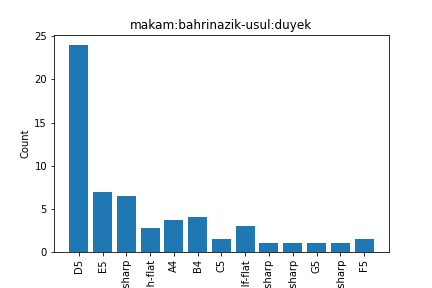 makam:bahrinazik-usul:duyek
25
20
15
10
5
0
Count
D5
E5
sharp
h-flat
A4
B4
C5
lf-flat
sharp
sharp
G5
sharp
F5